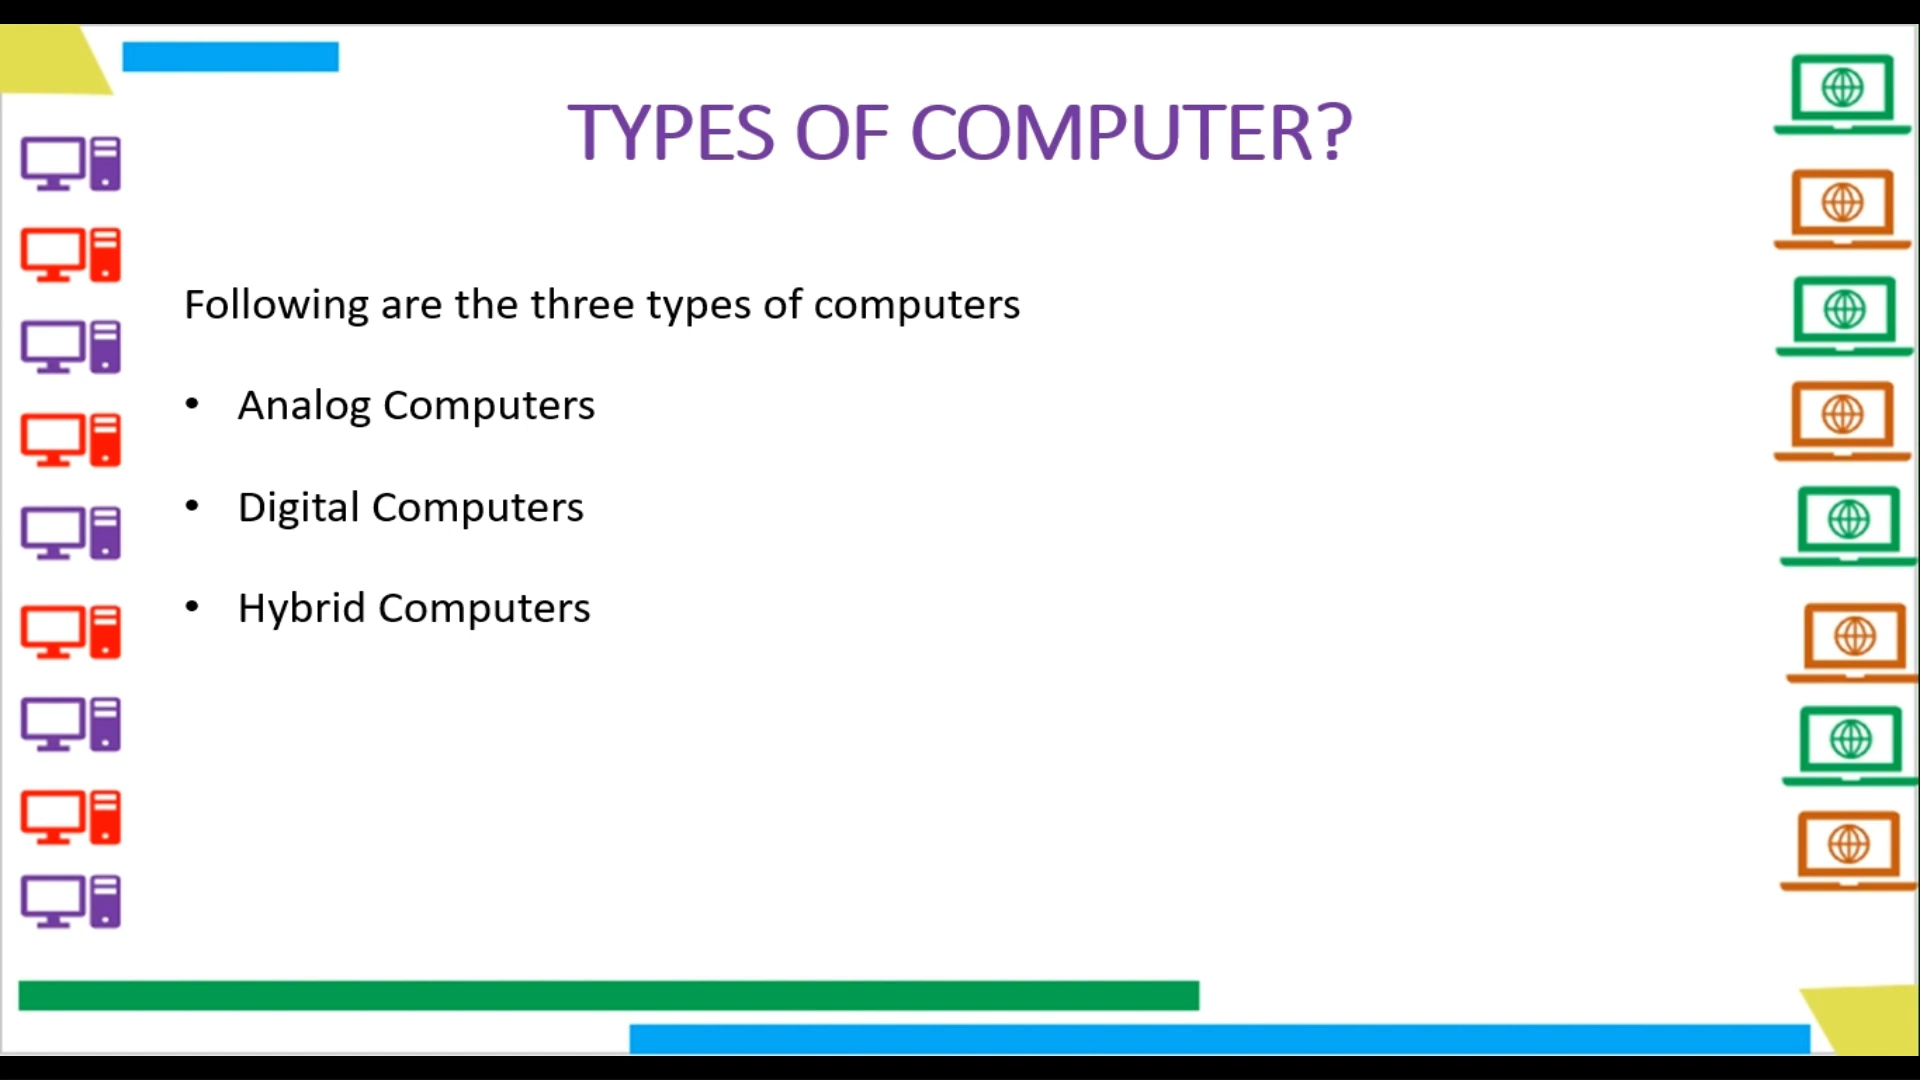 TYPES OF COMPUTER?
Following are the three types of computers
• Analog Computers
• Digital Computers
• Hybrid Computers